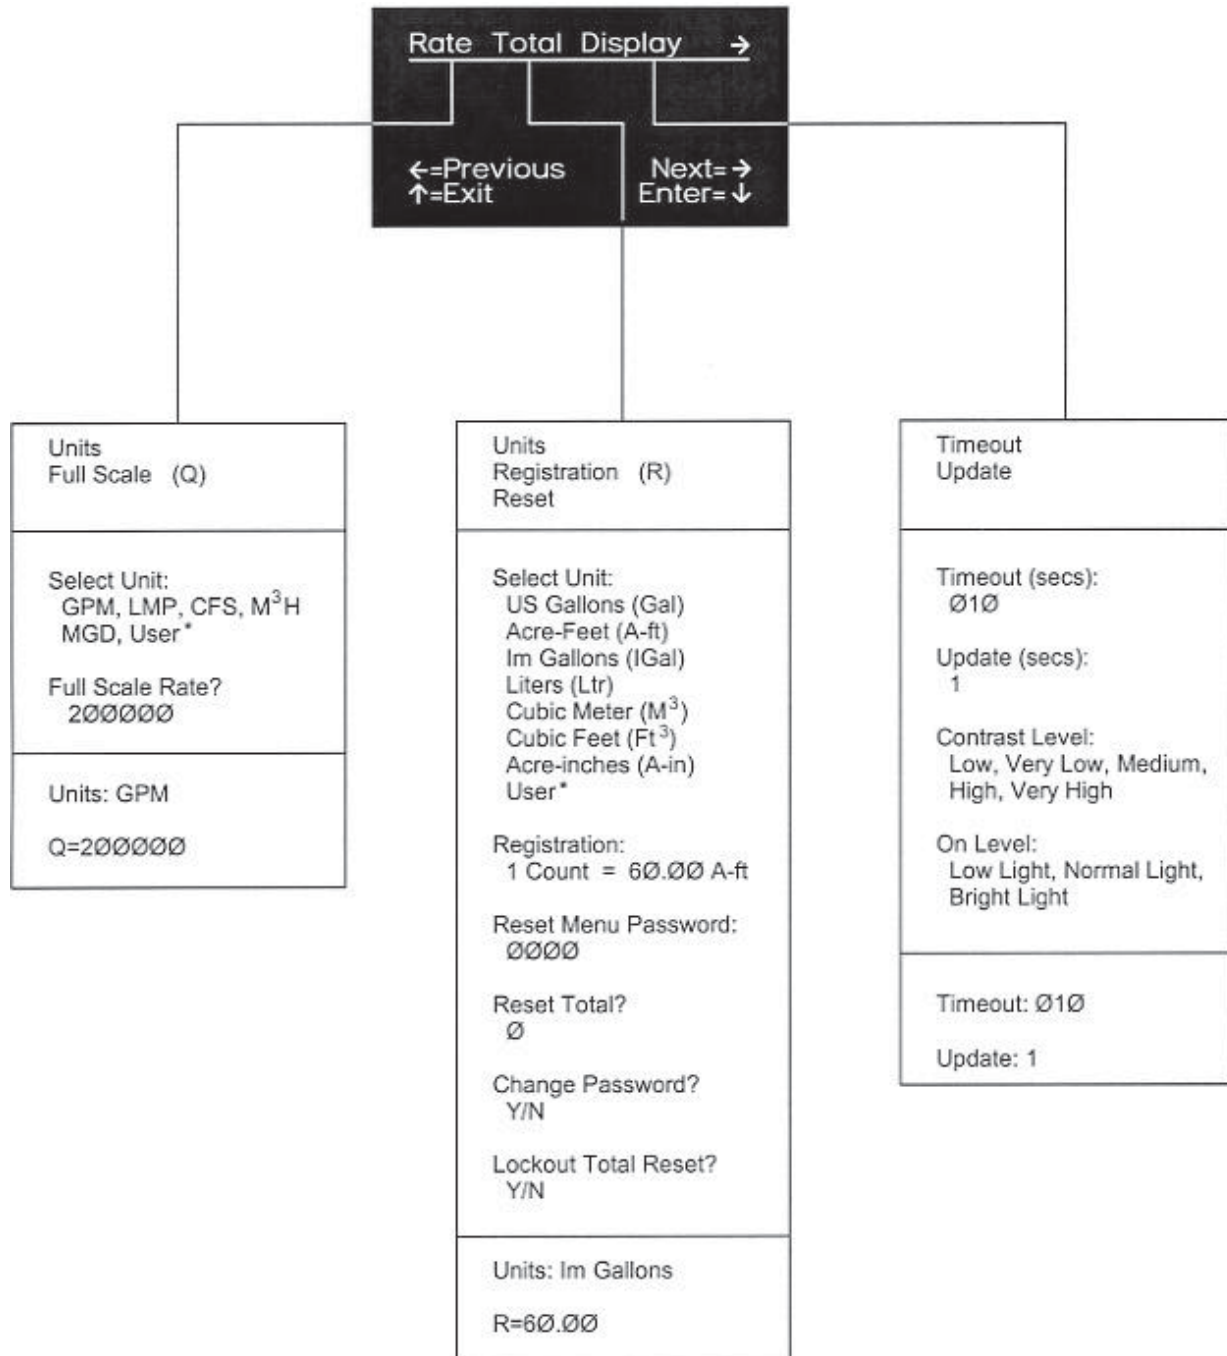 Rate Total Display →
←=Previous Next=→
↑=Exit Enter=↓
Units
Full Scale (Q)
Select Unit:
GPM, LMP, CFS, M³H
MGD, User*
Full Scale Rate?
2ØØØØØ
Units: GPM
Q=2ØØØØØ
Units
Registration (R)
Reset
Select Unit:
US Gallons (Gal)
Acre-Feet (A-ft)
Im Gallons (IGal)
Liters (Ltr)
Cubic Meter (M³)
Cubic Feet (Ft³)
Acre-inches (A-in)
User*
Registration:
1 Count = 6Ø.ØØ A-ft
Reset Menu Password:
ØØØØ
Reset Total?
Ø
Change Password?
Y/N
Lockout Total Reset?
Y/N
Units: Im Gallons
R=6Ø.ØØ
Timeout
Update
Timeout (secs):
Ø1Ø
Update (secs):
1
Contrast Level:
Low, Very Low, Medium,
High, Very High
On Level:
Low Light, Normal Light,
Bright Light
Timeout: Ø1Ø
Update: 1